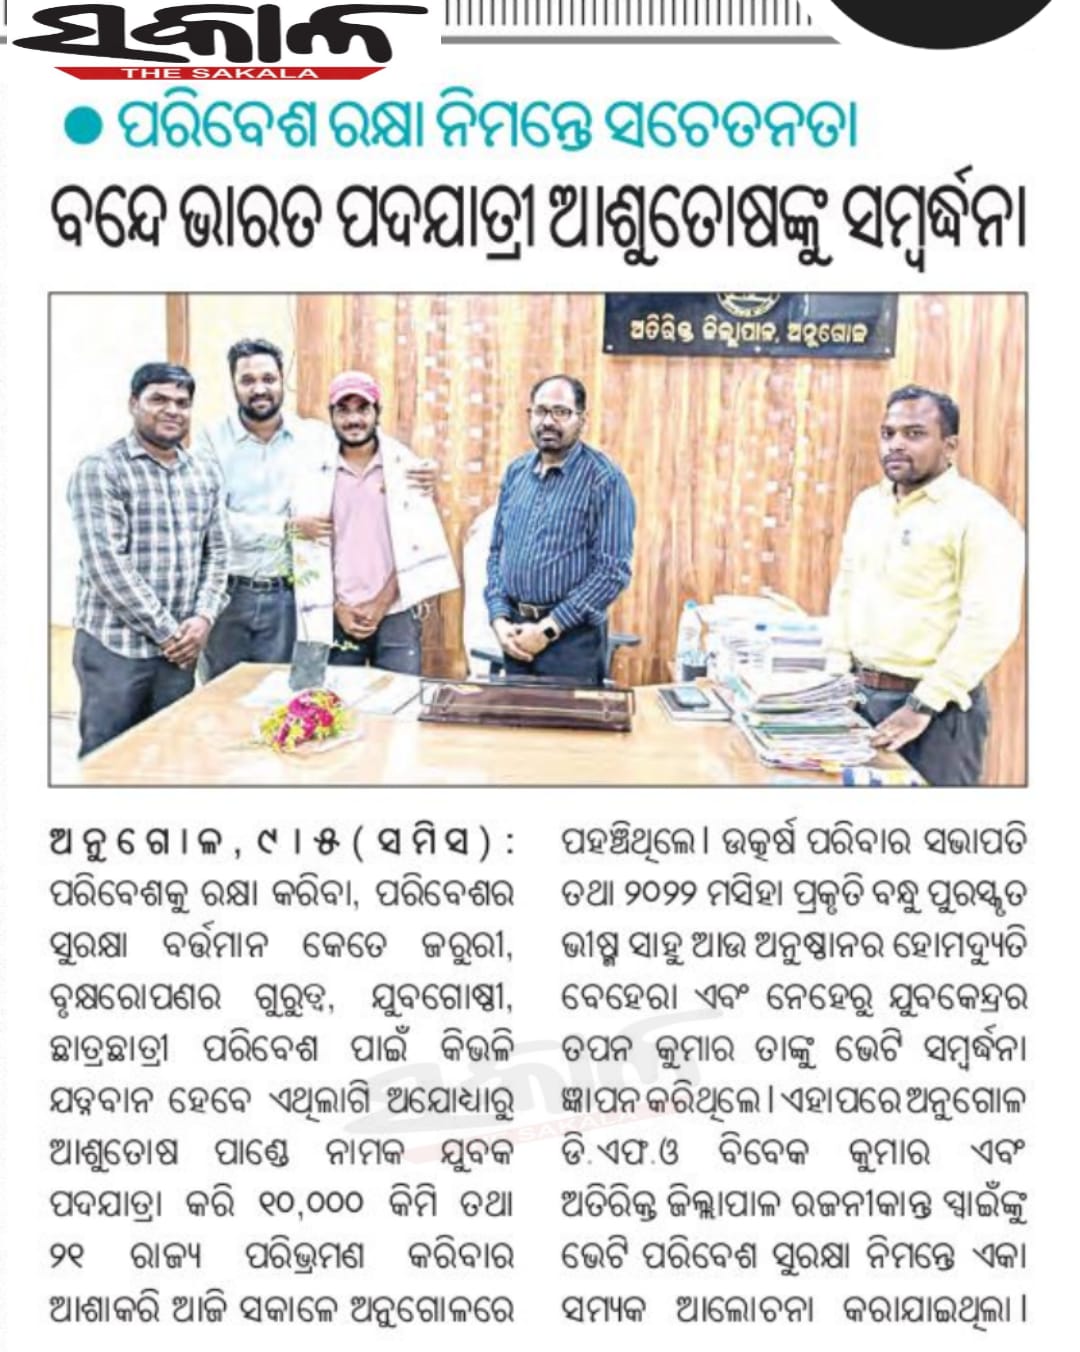 ସକାଳ
THE SAKALA
● ପରିବେଶ ରକ୍ଷା ନିମନ୍ତେ ସଚେତନତା
ବନ୍ଦେ ଭାରତ ପଦଯାତ୍ରୀ ଆଶୁତୋଷଙ୍କୁ ସମ୍ବର୍ଦ୍ଧନା
ଅତିରିକ୍ତ ଜିଲ୍ଲାପାଳ, ଅନୁଗୋଳ
ଅନୁଗୋଳ, ୯।୫(ସମିସ):
ପରିବେଶକୁ ରକ୍ଷା କରିବା, ପରିବେଶର
ସୁରକ୍ଷା ବର୍ତ୍ତମାନ କେତେ ଜରୁରୀ,
ବୃକ୍ଷରୋପଣର ଗୁରୁତ୍ୱ, ଯୁବଗୋଷ୍ଠୀ,
ଛାତ୍ରଛାତ୍ରୀ ପରିବେଶ ପାଇଁ କିଭଳି
ଯତ୍ନବାନ ହେବେ ଏଥିଲାଗି ଅଯୋଧ୍ୟାରୁ
ଆଶୁତୋଷ ପାଣ୍ଡେ ନାମକ ଯୁବକ
ପଦଯାତ୍ରା କରି ୧୦,୦୦୦ କିମି ତଥା
୨୧ ରାଜ୍ୟ ପରିଭ୍ରମଣ କରିବାର
ଆଶାକରି ଆଜି ସକାଳେ ଅନୁଗୋଳରେ
ପହଞ୍ଚିଥିଲେ। ଉତ୍କର୍ଷ ପରିବାର ସଭାପତି
ତଥା ୨୦୨୨ ମସିହା ପ୍ରକୃତି ବନ୍ଧୁ ପୁରସ୍କୃତ
ଭୀଷ୍ମ ସାହୁ ଆଉ ଅନୁଷ୍ଠାନର ହୋମଦ୍ୟୁତି
ବେହେରା ଏବଂ ନେହେରୁ ଯୁବକେନ୍ଦ୍ରର
ତପନ କୁମାର ତାଙ୍କୁ ଭେଟି ସମ୍ବର୍ଦ୍ଧନା
ଜ୍ଞାପନ କରିଥିଲେ। ଏହାପରେ ଅନୁଗୋଳ
ଡି.ଏଫ.ଓ ବିବେକ କୁମାର ଏବଂ
ଅତିରିକ୍ତ ଜିଲ୍ଲାପାଳ ରଜନୀକାନ୍ତ ସ୍ୱାଇଁଙ୍କୁ
ଭେଟି ପରିବେଶ ସୁରକ୍ଷା ନିମନ୍ତେ ଏକା
ସମ୍ୟକ ଆଲୋଚନା କରାଯାଇଥିଲା।